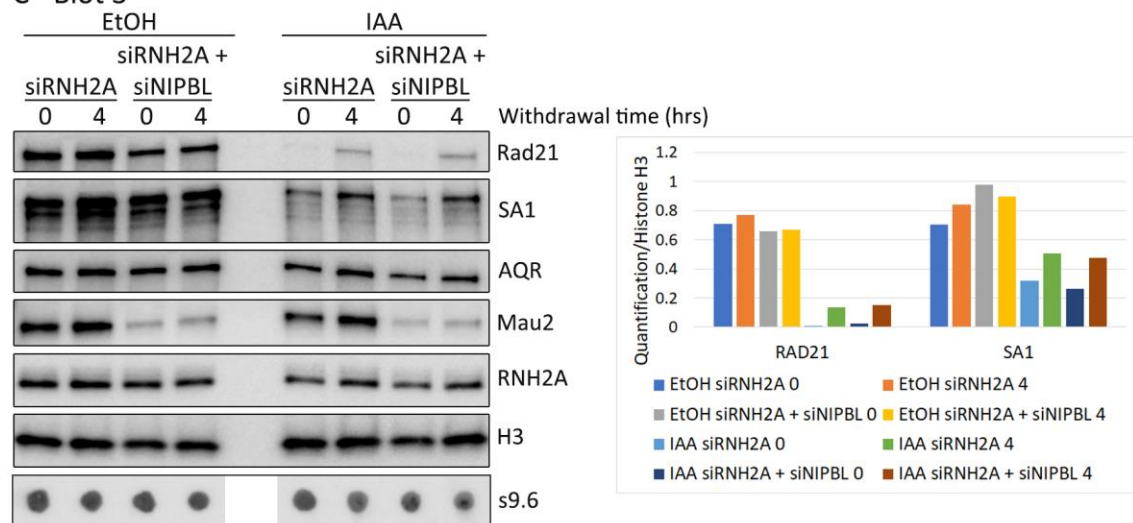 EtOH IAA
siRNH2A + siRNH2A +
siRNH2A siNIPBL siRNH2A siNIPBL
0 4 0 4 0 4 0 4 Withdrawal time (hrs)
Rad21
SA1
AQR
Mau2
RNH2A
H3
s9.6
Quantification/Histone H3
1.2
1
0.8
0.6
0.4
0.2
0
RAD21 SA1
EtOH siRNH2A 0 EtOH siRNH2A 4
EtOH siRNH2A + siNIPBL 0 EtOH siRNH2A + siNIPBL 4
IAA siRNH2A 0 IAA siRNH2A 4
IAA siRNH2A + siNIPBL 0 IAA siRNH2A + siNIPBL 4